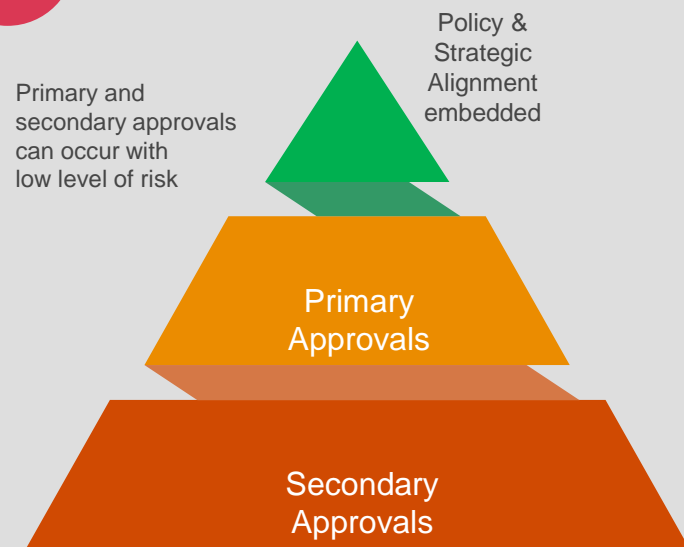 Policy &
Strategic
Alignment
embedded
Primary and
secondary approvals
can occur with
low level of risk
Primary
Approvals
Secondary
Approvals